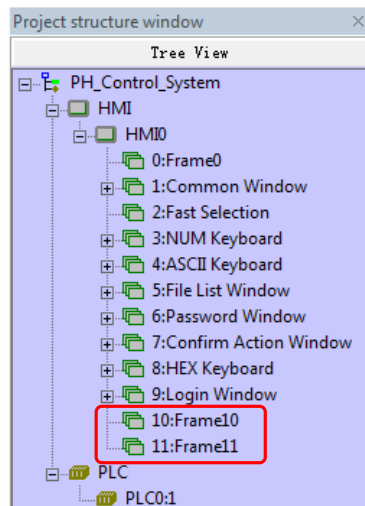 Project structure window
Tree View
PH_Control_System
HMI
HMI0
0:Frame0
1:Common Window
2:Fast Selection
3:NUM Keyboard
4:ASCII Keyboard
5:File List Window
6:Password Window
7:Confirm Action Window
8:HEX Keyboard
9:Login Window
10:Frame10
11:Frame11
PLC
PLC0:1